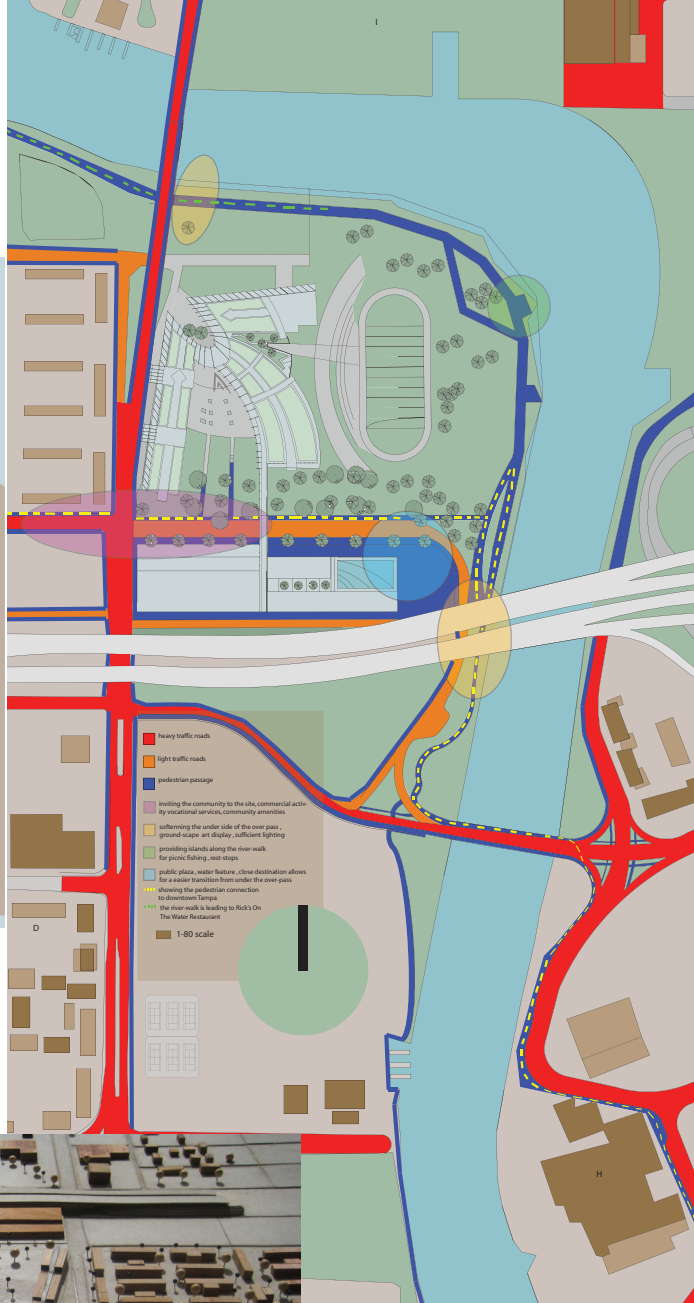 I
heavy traffic roads
light traffic roads
pedestrian passage
inviting the community to the site, commercial activ-
ity vocational services, community amenities
softenning the under side of the over pass ,
ground-scape art display , sufficient lighting
providing islands along the river-walk
for picnic fishing , rest-stops
public plaza , water feature , close destination allows
for a easier transition from under the over-pass
showing the pedestrian connection
to downtown Tampa
the river-walk is leading to Rick's On
The Water Restaurant
1-80 scale
D
H